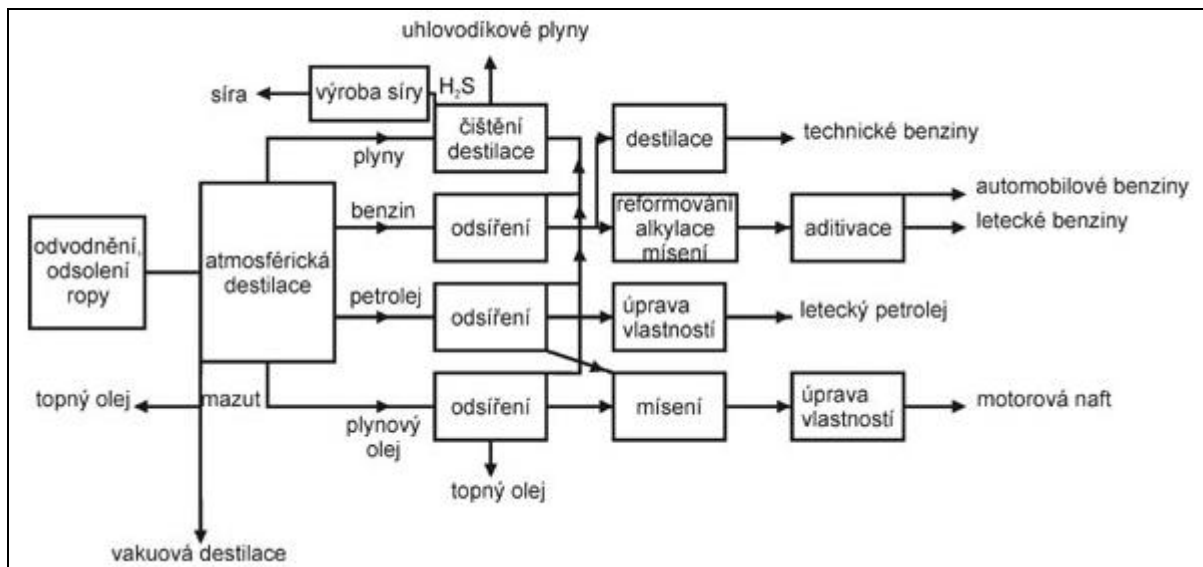 uhlovodíkové plyny
síra
výroba síry
H₂S
čištění
destilace
plyny
destilace
technické benziny
automobilové benziny
letecké benziny
benzin
odsíření
reformování
alkylace
mísení
aditivace
odvodnění,
odsolení
ropy
atmosférická
destilace
petrolej
odsíření
úprava
vlastností
letecký petrolej
topný olej
mazut
plynový
olej
odsíření
mísení
úprava
vlastností
motorová naft
topný olej
vakuová destilace